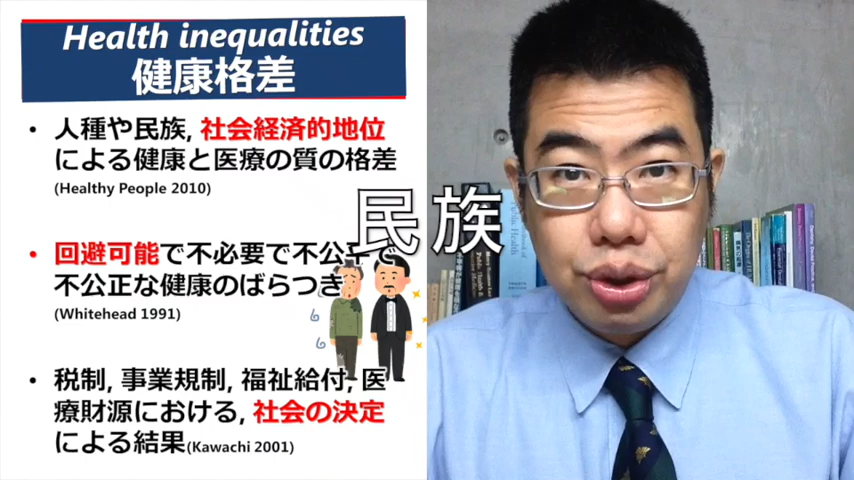 Health inequalities
健康格差
• 人種や民族, 社会経済的地位
による健康と医療の質の格差
(Healthy People 2010)
• 回避可能で不必要で不公平で
不公正な健康のばらつき
(Whitehead 1991)
• 税制, 事業規制, 福祉給付, 医
療財源における, 社会の決定
による結果(Kawachi 2001)
民族
Public
Health